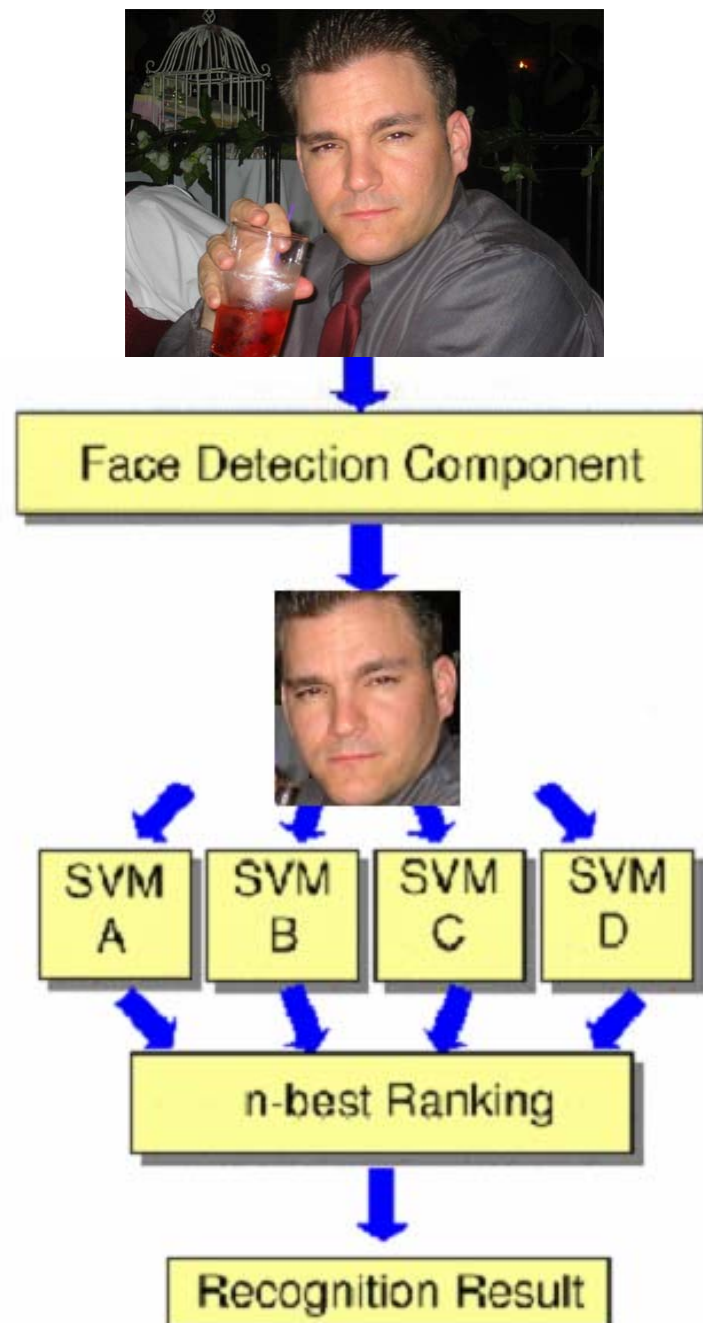 Face Detection Component
SVM
A
SVM
B
SVM
C
SVM
D
n-best Ranking
Recognition Result